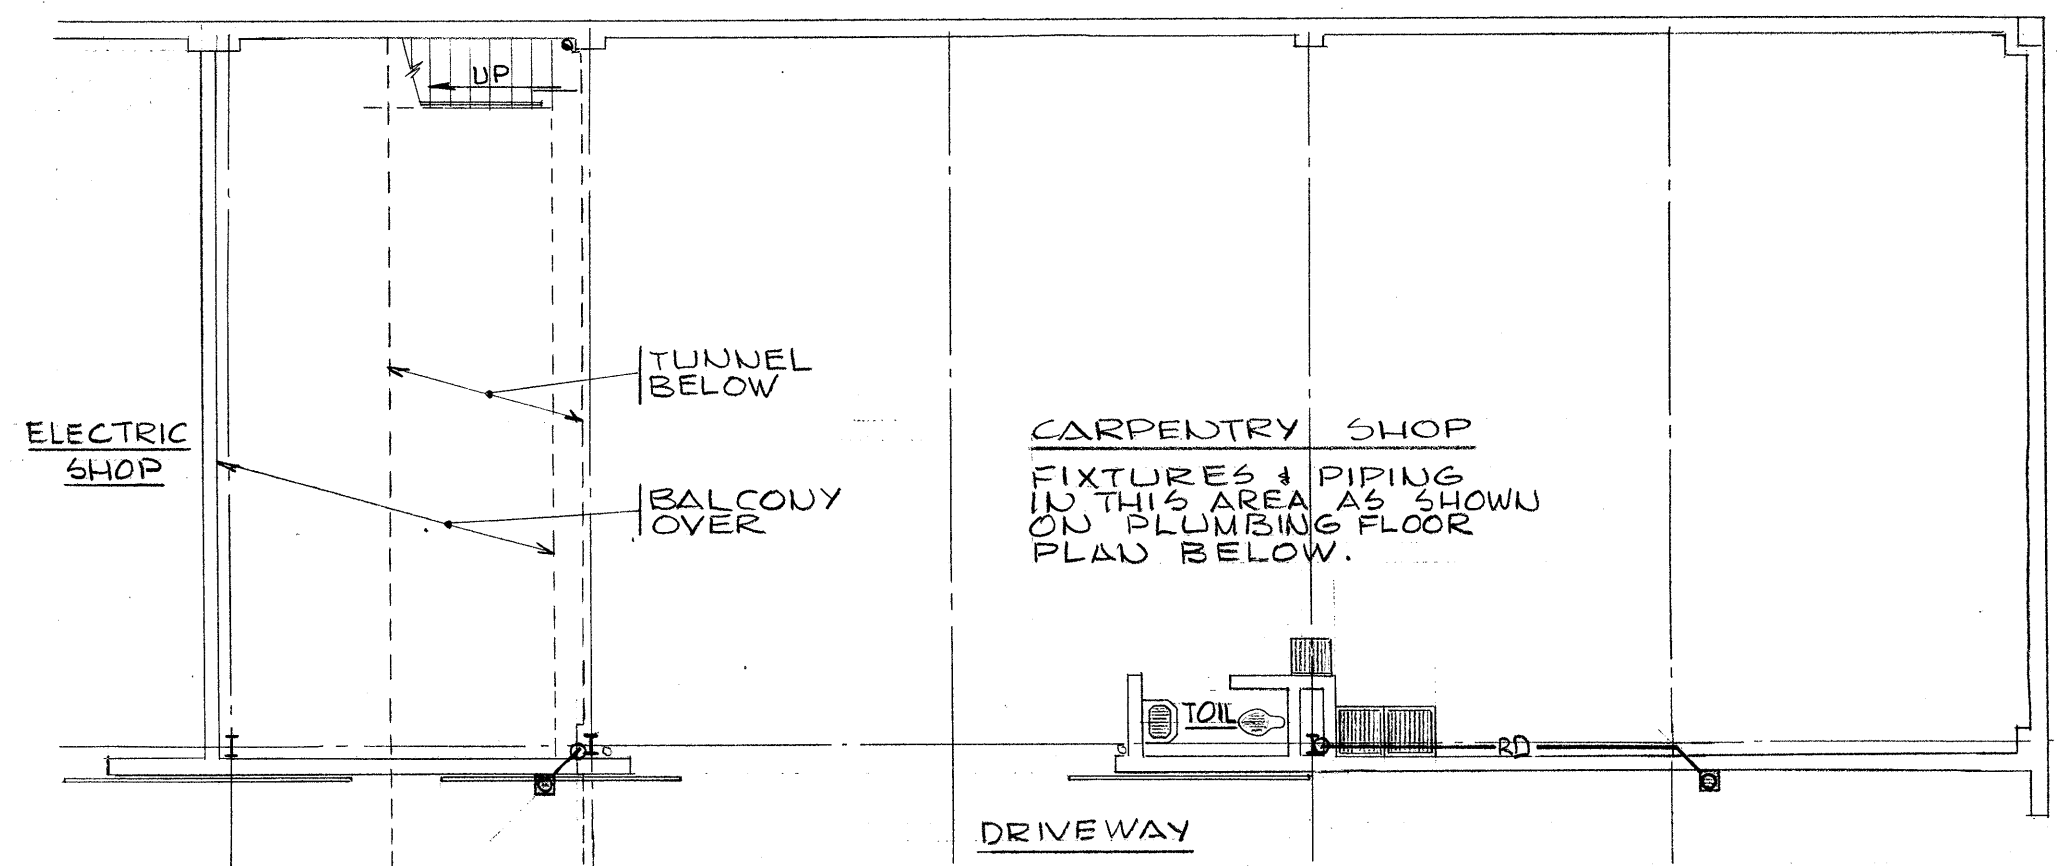 UP
TUNNEL
BELOW
ELECTRIC
SHOP
BALCONY
OVER
CARPENTRY SHOP
FIXTURES & PIPING
IN THIS AREA AS SHOWN
ON PLUMBING FLOOR
PLAN BELOW.
TOIL
RD
DRIVEWAY